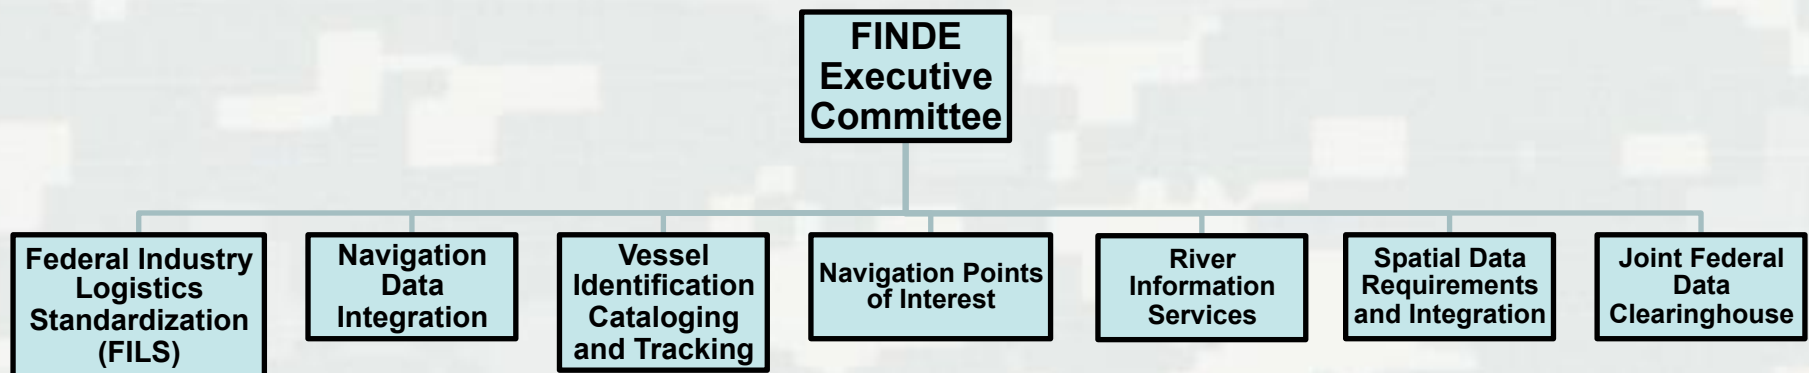 FINDE
Executive
Committee
Federal Industry
Logistics
Standardization
(FILS)
Navigation
Data
Integration
Vessel
Identification
Cataloging
and Tracking
Navigation Points
of Interest
River
Information
Services
Spatial Data
Requirements
and Integration
Joint Federal
Data
Clearinghouse